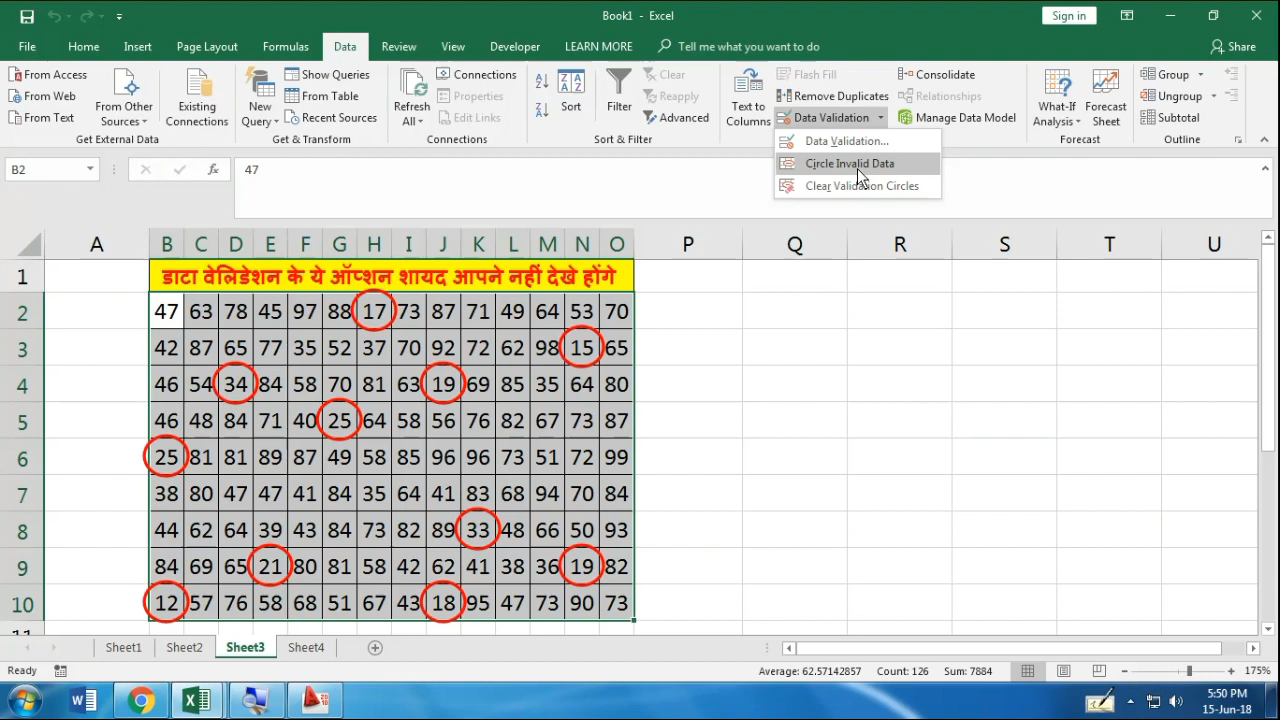 Book1 - Excel
Sign in
File Home Insert Page Layout Formulas Data Review View Developer LEARN MORE Tell me what you want to do Share
From Access
From Web
From Text
From Other Sources
Existing Connections
Get External Data
New Query
Show Queries
From Table
Recent Sources
Get & Transform
Refresh All
Connections
Properties
Edit Links
Connections
Sort
Filter
Clear
Reapply
Advanced
Sort & Filter
Text to Columns
Flash Fill
Remove Duplicates
Data Validation
Consolidate
Relationships
Manage Data Model
What-If Analysis
Forecast Sheet
Forecast
Group
Ungroup
Subtotal
Outline
Data Validation...
Circle Invalid Data
Clear Validation Circles
B2 fx 47
A B C D E F G H I J K L M N O P Q R S T U
1 डाटा वेलिडेशन के ये ऑप्शन शायद आपने नहीं देखे होंगे
2 47 63 78 45 97 88 17 73 87 71 49 64 53 70
3 42 87 65 77 35 52 37 70 92 72 62 98 15 65
4 46 54 34 84 58 70 81 63 19 69 85 35 64 80
5 46 48 84 71 40 25 64 58 56 76 82 67 73 87
6 25 81 81 89 87 49 58 85 96 96 73 51 72 99
7 38 80 47 47 41 84 35 64 41 83 68 94 70 84
8 44 62 64 39 43 84 73 82 89 33 48 66 50 93
9 84 69 65 21 80 81 58 42 62 41 38 36 19 82
10 12 57 76 58 68 51 67 43 18 95 47 73 90 73
Sheet1 Sheet2 Sheet3 Sheet4
Ready Average: 62.57142857 Count: 126 Sum: 7884 175%
5:50 PM
15-Jun-18